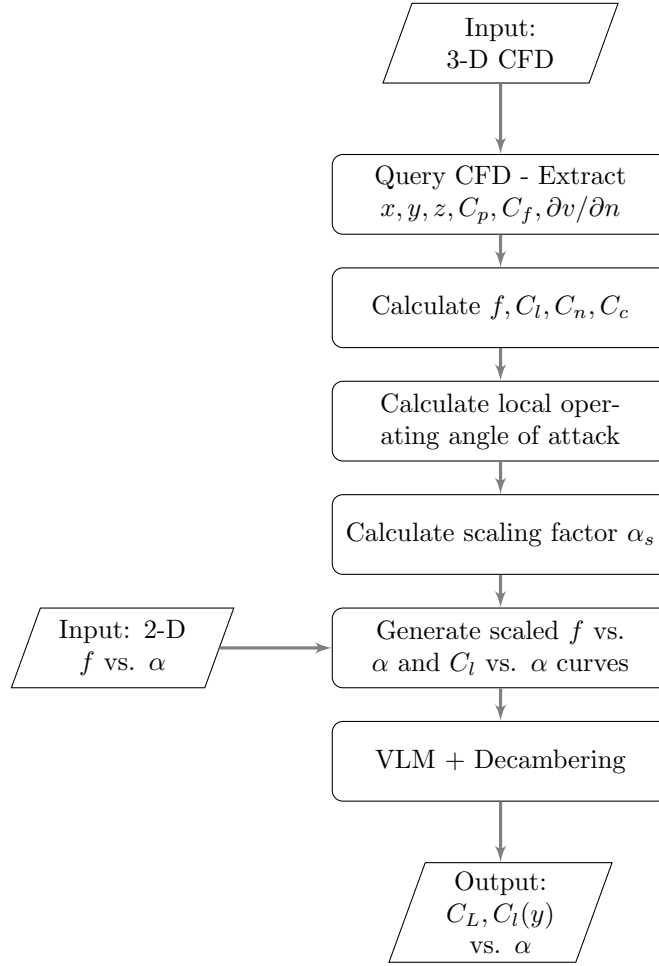 Input:
3-D CFD
Query CFD - Extract
x, y, z, C_p, C_f, ∂v/∂n
Calculate f, C_l, C_n, C_c
Calculate local oper-
ating angle of attack
Calculate scaling factor α_s
Input: 2-D
f vs. α
Generate scaled f vs.
α and C_l vs. α curves
VLM + Decambering
Output:
C_L, C_l(y)
vs. α